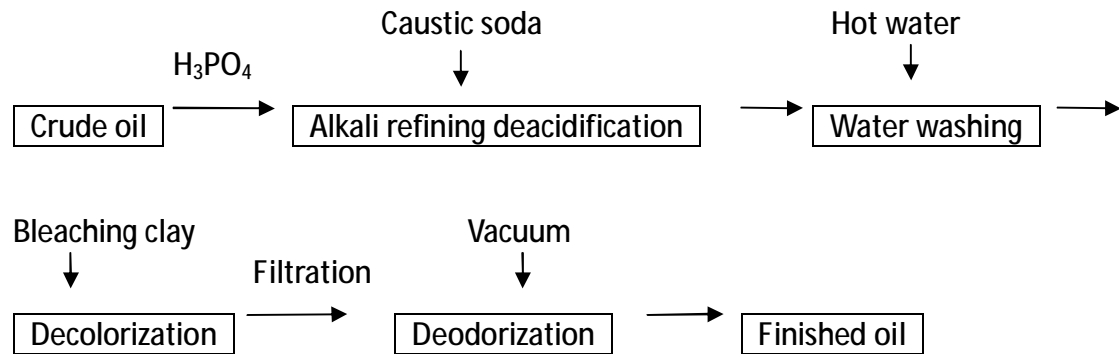 Caustic soda
Hot water
H₃PO₄
Crude oil
Alkali refining deacidification
Water washing
Bleaching clay
Vacuum
Filtration
Decolorization
Deodorization
Finished oil